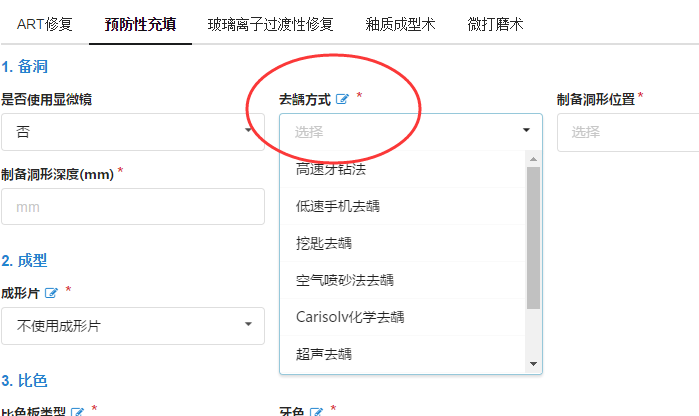 ART修复 预防性充填 玻璃离子过渡性修复 釉质成型术 微打磨术
1. 备洞
是否使用显微镜 去龋方式 * 制备洞形位置 *
否 选择 选择
高速牙钻法
制备洞形深度(mm) *
mm 低速手机去龋
挖匙去龋
2. 成型
空气喷砂法去龋
成形片 *
Carisolv化学去龋
不使用成形片
超声去龋
3. 比色
比色板类型 * 牙色 *